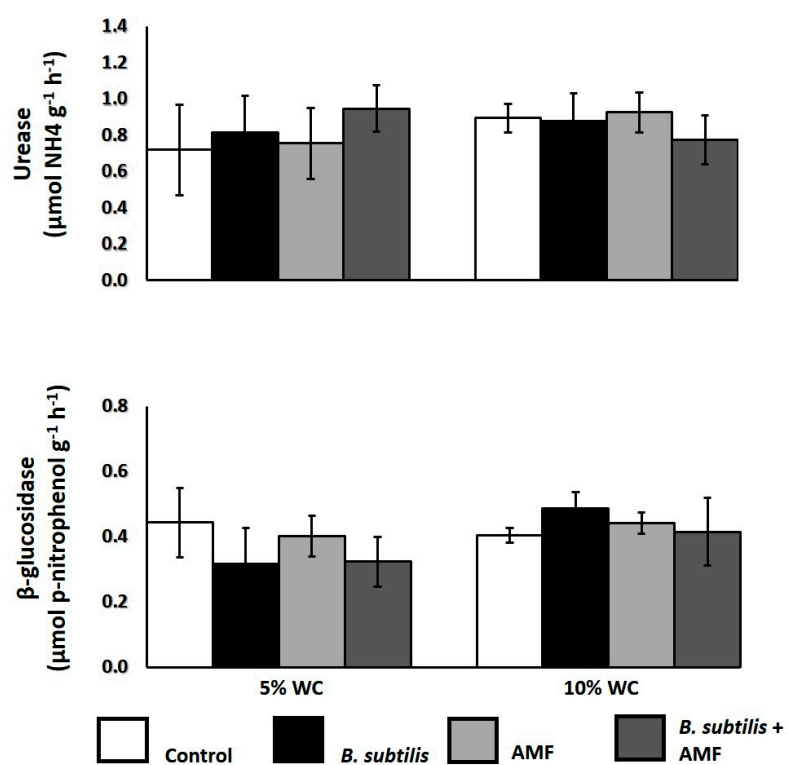 1.4
1.2
1.0
0.8
0.6
0.4
0.2
0.0
Urease
(μmol NH4 g⁻¹ h⁻¹)
0.8
0.6
0.4
0.2
0.0
β-glucosidase
(μmol p-nitrophenol g⁻¹ h⁻¹)
5% WC
10% WC
Control
B. subtilis
AMF
B. subtilis +
AMF